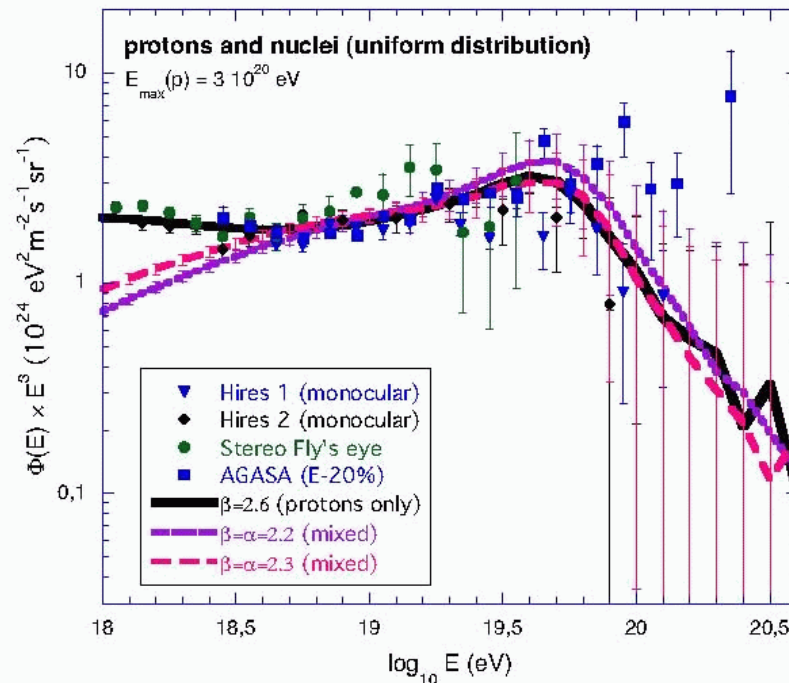 protons and nuclei (uniform distribution)
E_max(p) = 3 10^20 eV
10
1
0,1
Φ(E) × E^3 (10^24 eV^2 m^-2 s^-1 sr^-1)
Hires 1 (monocular)
Hires 2 (monocular)
Stereo Fly's eye
AGASA (E-20%)
β=2.6 (protons only)
β=α=2.2 (mixed)
β=α=2.3 (mixed)
18 18,5 19 19,5 20 20,5
log_10 E (eV)